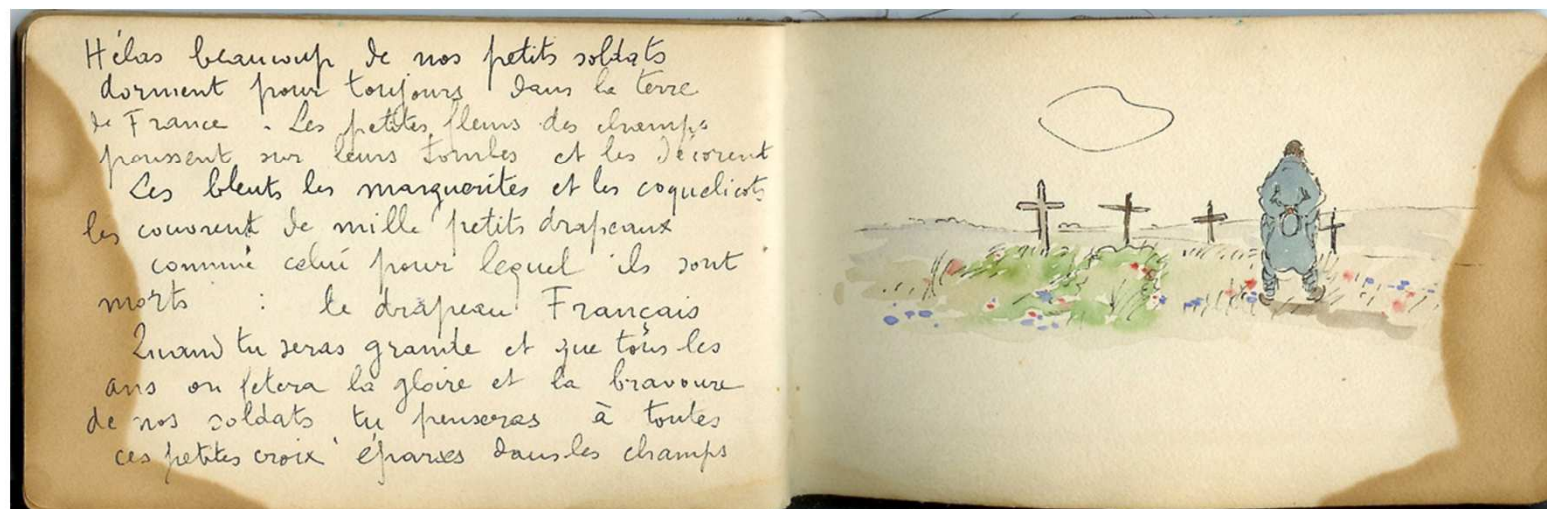 Hélas beaucoup de nos petits soldats
dorment pour toujours dans la terre
de France . Les petites fleurs des champs
poussent sur leurs tombes et les décorent
Les bleuts les marguerites et les coquelicots
les couvrent de mille petits drapeaux
comme celui pour lequel ils sont
morts : le drapeau Français
Quand tu seras grande et que tous les
ans on fetera la gloire et la bravoure
de nos soldats tu penseras à toutes
ces petites croix éparses dans les champs